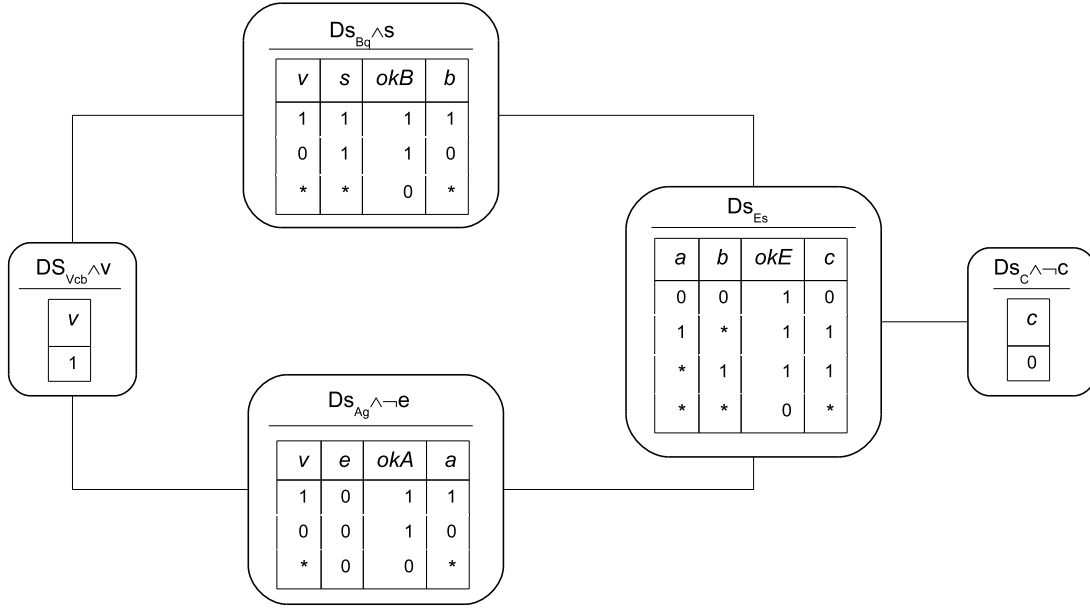 Ds_Bq∧s
v s okB b
1 1 1 1
0 1 1 0
* * 0 *
DS_Vcb∧v
v
1
Ds_Es
a b okE c
0 0 1 0
1 * 1 1
* 1 1 1
* * 0 *
Ds_C∧¬c
c
0
Ds_Ag∧¬e
v e okA a
1 0 1 1
0 0 1 0
* 0 0 *